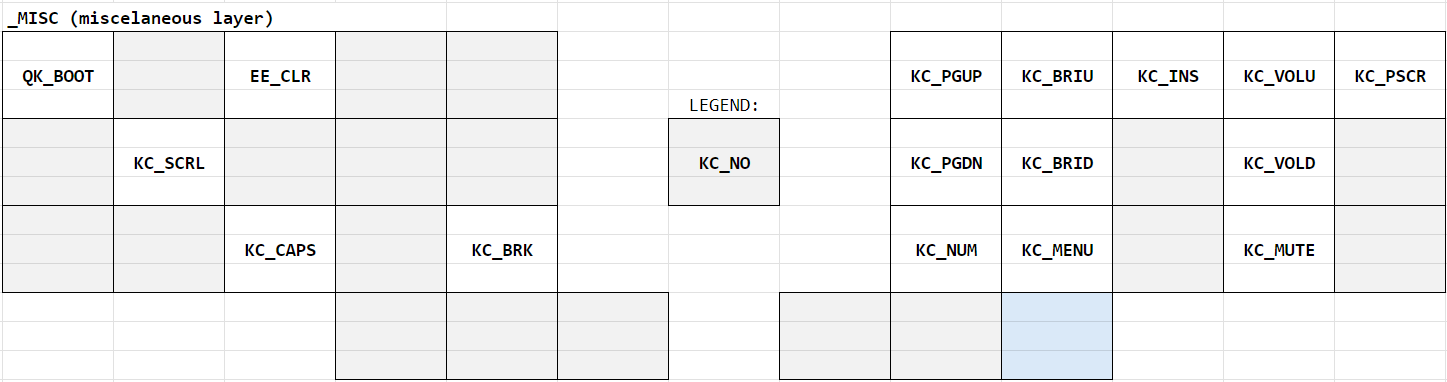 _MISC (miscelaneous layer)
QK_BOOT EE_CLR KC_PGUP KC_BRIU KC_INS KC_VOLU KC_PSCR
LEGEND:
KC_SCRL KC_NO KC_PGDN KC_BRID KC_VOLD
KC_CAPS KC_BRK KC_NUM KC_MENU KC_MUTE